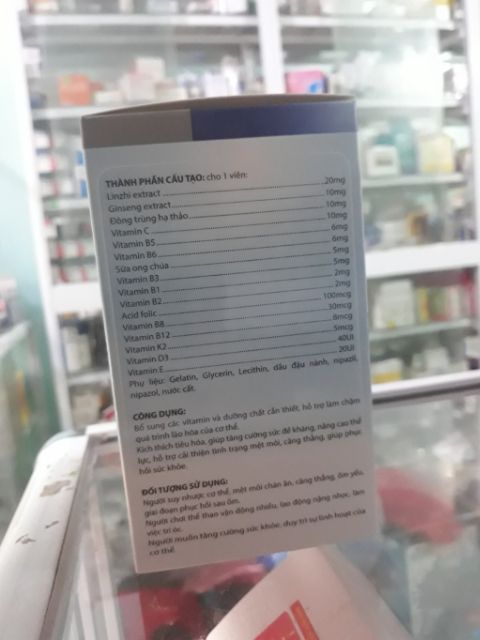 THÀNH PHẦN CẤU TẠO: cho 1 viên:
Linzhi extract 20mg
Ginseng extract 10mg
Đông trùng hạ thảo 10mg
Vitamin C 10mg
Vitamin B5 6mg
Vitamin B6 6mg
Sữa ong chúa 5mg
Vitamin B3 5mg
Vitamin B1 2mg
Vitamin B2 2mg
Acid folic 100mcg
Vitamin B8 30mcg
Vitamin B12 8mcg
Vitamin K2 5mcg
Vitamin D3 40UI
Vitamin E 20UI
Phụ liệu: Gelatin, Glycerin, Lecithin, dầu đậu nành, nipazil,
nipazol, nước cất.
CÔNG DỤNG:
Bổ sung các vitamin và dưỡng chất cần thiết, hỗ trợ làm chậm
quá trình lão hóa của cơ thể.
Kích thích tiêu hóa, giúp tăng cường sức đề kháng, nâng cao thể
lực, hỗ trợ cải thiện tình trạng mệt mỏi, căng thẳng, giúp phục
hồi sức khỏe.
ĐỐI TƯỢNG SỬ DỤNG:
Người suy nhược cơ thể, mệt mỏi chán ăn, căng thẳng, ốm yếu,
giai đoạn phục hồi sau ốm.
Người chơi thể thao vận động nhiều, lao động nặng nhọc, làm
việc trí óc.
Người muốn tăng cường sức khỏe, duy trì sự linh hoạt của
cơ thể.